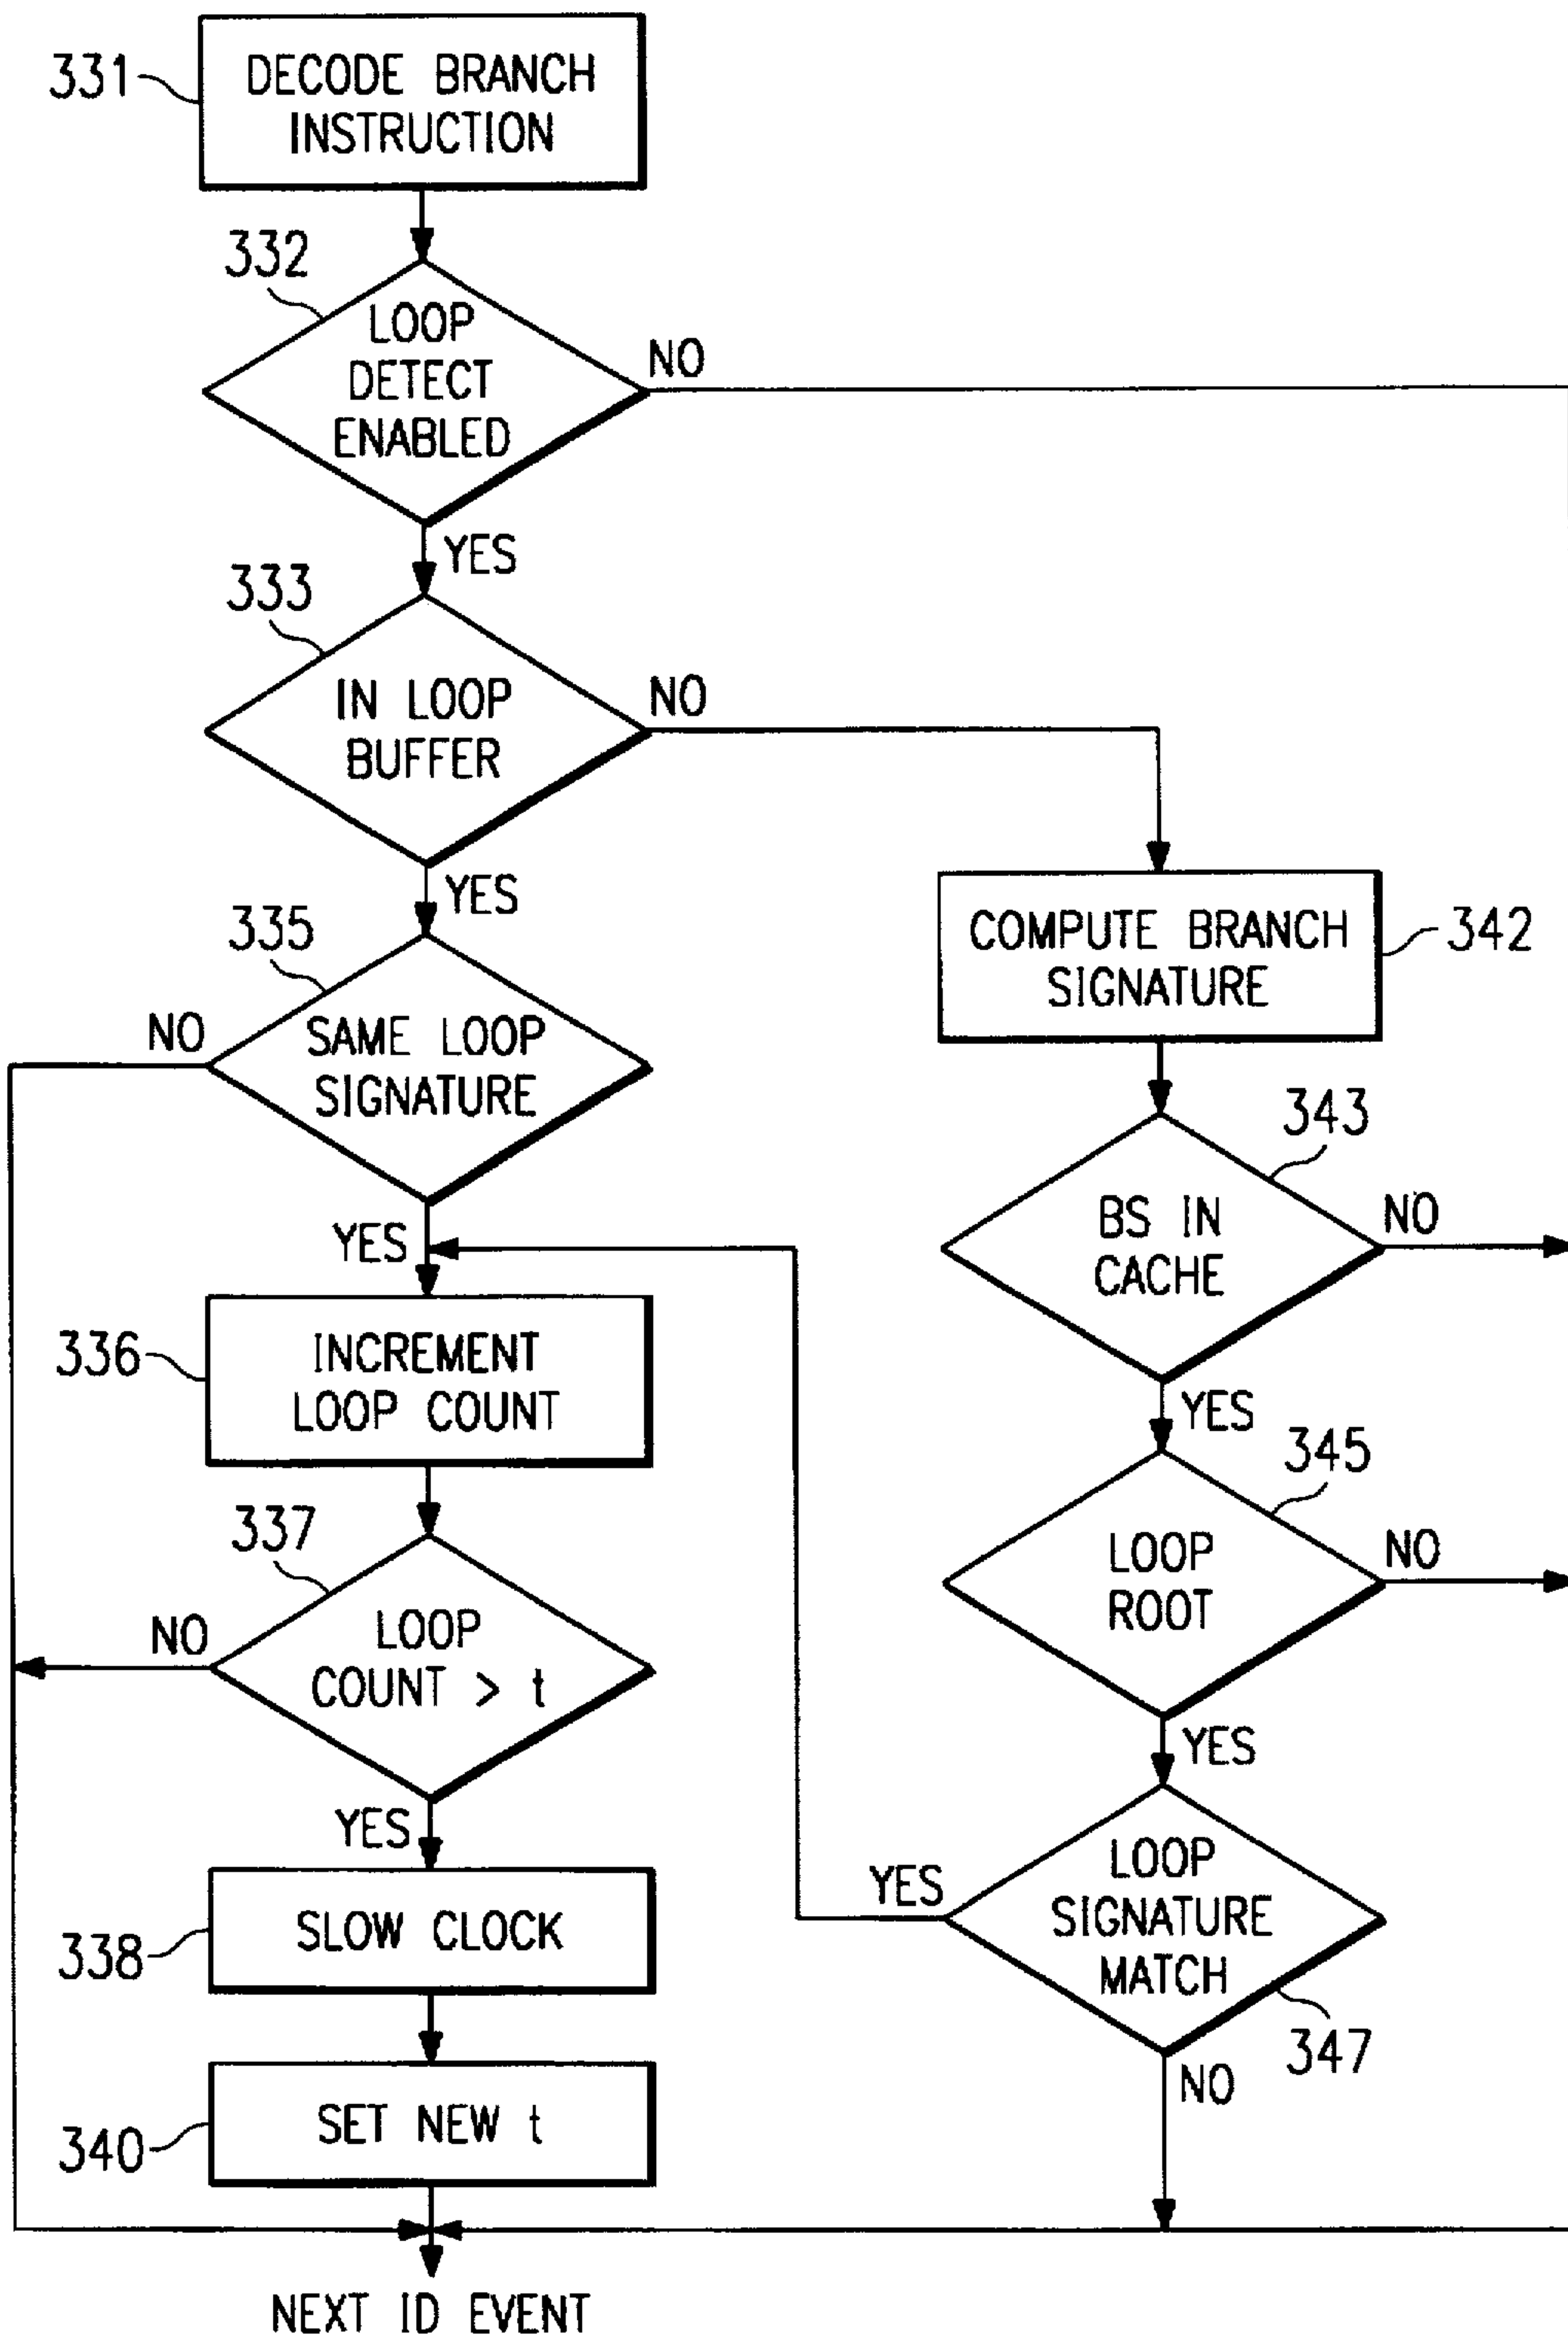 331
DECODE BRANCH
INSTRUCTION
332
LOOP
DETECT
ENABLED
NO
YES
333
IN LOOP
BUFFER
NO
YES
335
SAME LOOP
SIGNATURE
NO
YES
336
INCREMENT
LOOP COUNT
337
LOOP
COUNT > t
NO
YES
338
SLOW CLOCK
340
SET NEW t
NEXT ID EVENT
COMPUTE BRANCH
SIGNATURE
342
343
BS IN
CACHE
NO
YES
345
LOOP
ROOT
NO
YES
LOOP
SIGNATURE
MATCH
YES
347
NO